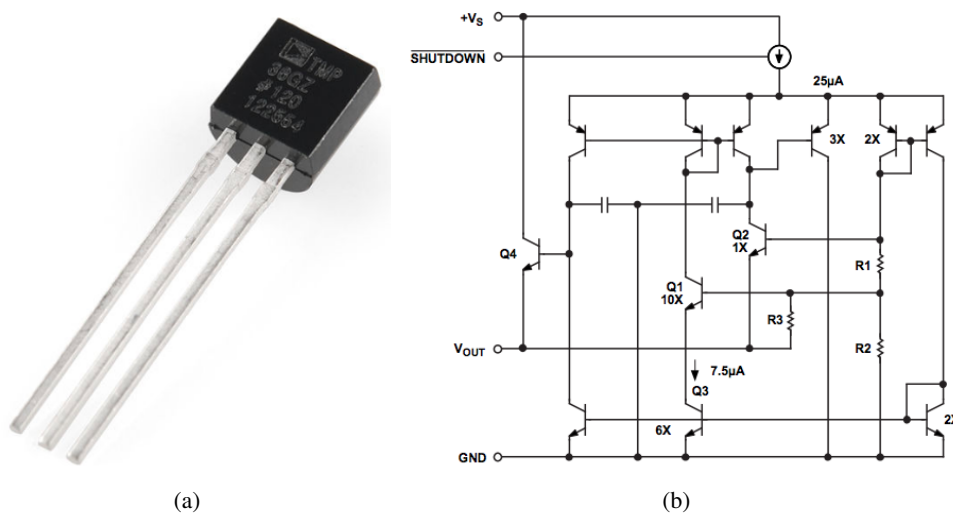 TMP
36GZ
#120
122554
(a)
+VS
SHUTDOWN
25µA
3X
2X
Q2
1X
Q4
R1
Q1
10X
R3
VOUT
R2
7.5µA
Q3
6X
2X
GND
(b)